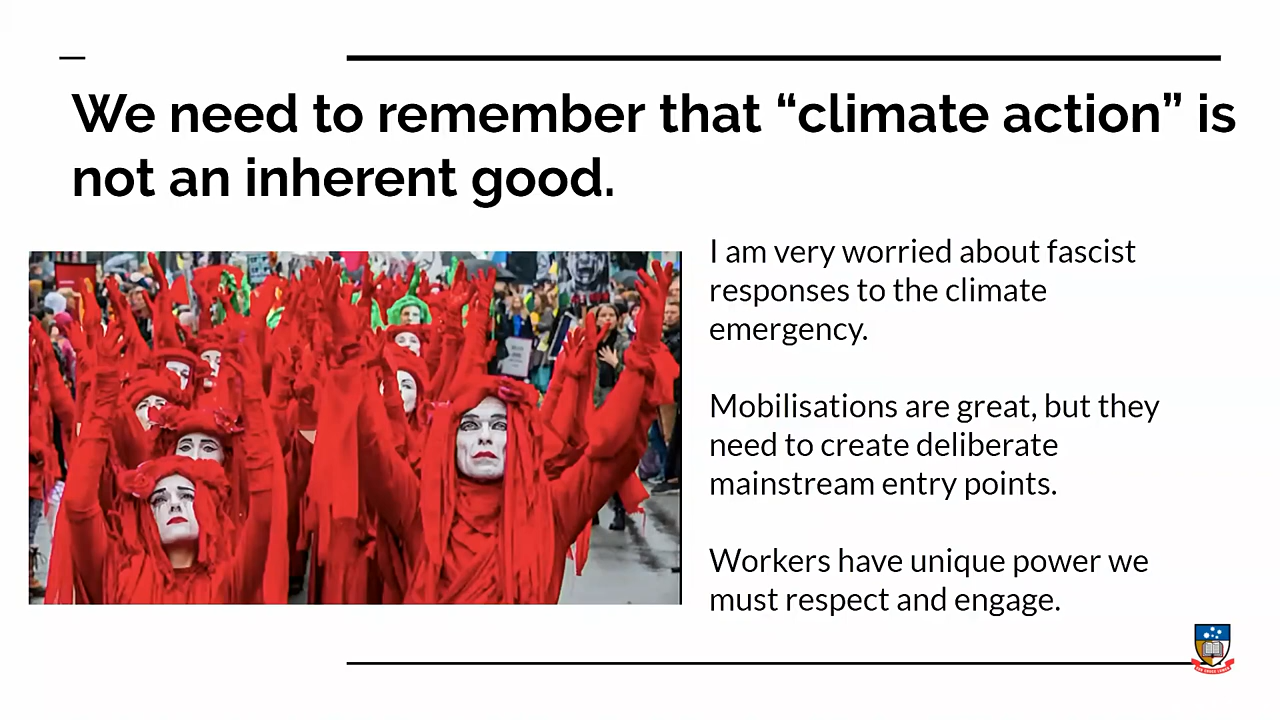 We need to remember that “climate action” is
not an inherent good.
I am very worried about fascist
responses to the climate
emergency.
Mobilisations are great, but they
need to create deliberate
mainstream entry points.
Workers have unique power we
must respect and engage.